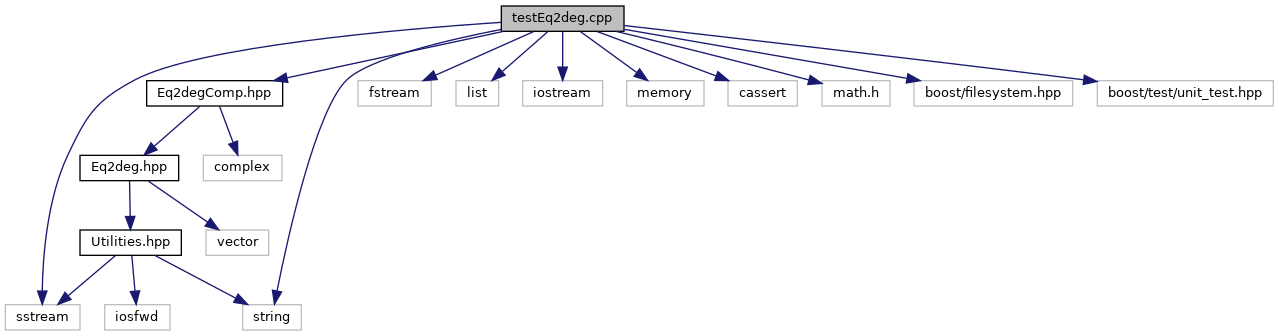 testEq2deg.cpp
Eq2degComp.hpp
fstream
list
iostream
memory
cassert
math.h
boost/filesystem.hpp
boost/test/unit_test.hpp
Eq2deg.hpp
complex
Utilities.hpp
vector
sstream
iosfwd
string